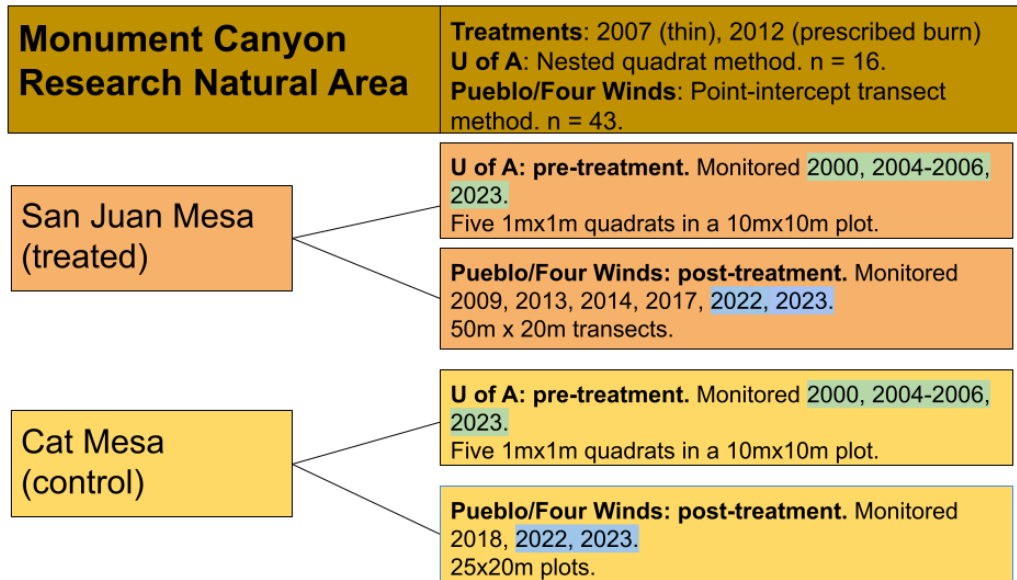 Monument Canyon
Research Natural Area
Treatments: 2007 (thin), 2012 (prescribed burn)
U of A: Nested quadrat method. n = 16.
Pueblo/Four Winds: Point-intercept transect
method. n = 43.
San Juan Mesa
(treated)
U of A: pre-treatment. Monitored 2000, 2004-2006,
2023.
Five 1mx1m quadrats in a 10mx10m plot.
Pueblo/Four Winds: post-treatment. Monitored
2009, 2013, 2014, 2017, 2022, 2023.
50m x 20m transects.
Cat Mesa
(control)
U of A: pre-treatment. Monitored 2000, 2004-2006,
2023.
Five 1mx1m quadrats in a 10mx10m plot.
Pueblo/Four Winds: post-treatment. Monitored
2018, 2022, 2023.
25x20m plots.